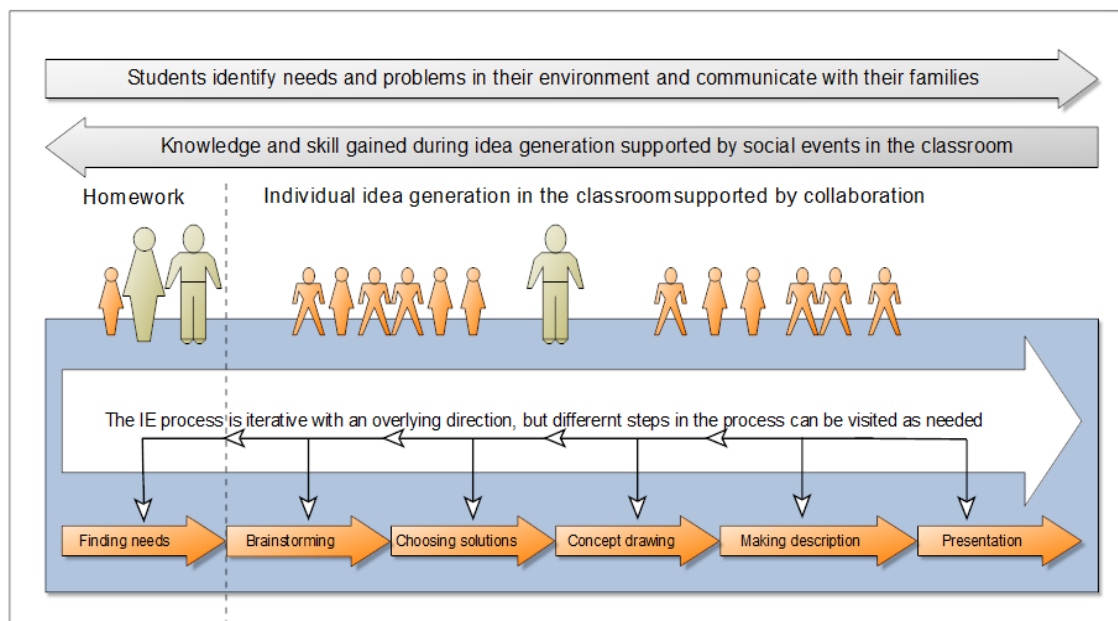 Students identify needs and problems in their environment and communicate with their families
Knowledge and skill gained during idea generation supported by social events in the classroom
Homework
Individual idea generation in the classroomsupported by collaboration
The IE process is iterative with an overlying direction, but differernt steps in the process can be visited as needed
Finding needs
Brainstorming
Choosing solutions
Concept drawing
Making description
Presentation